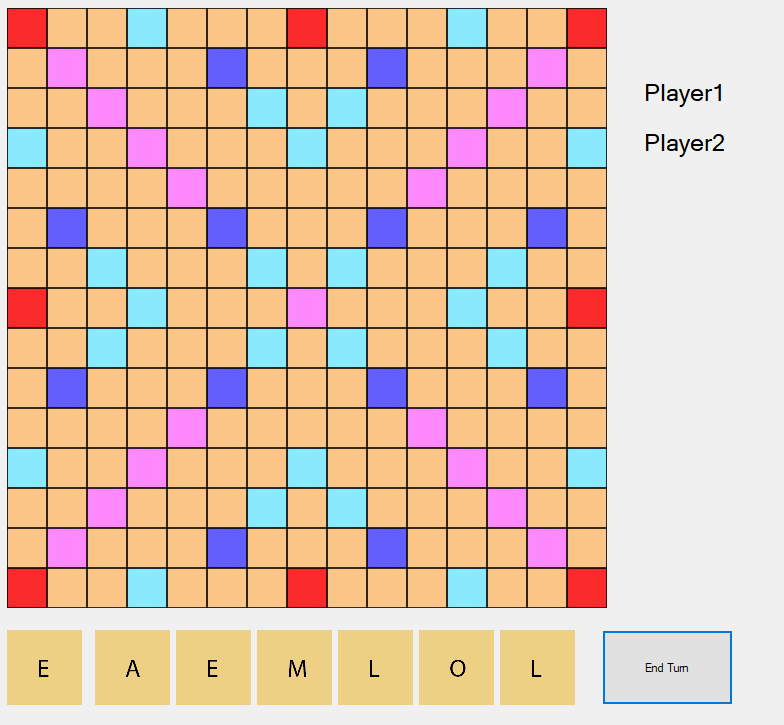 Player1
Player2
E A E M L O L
End Turn